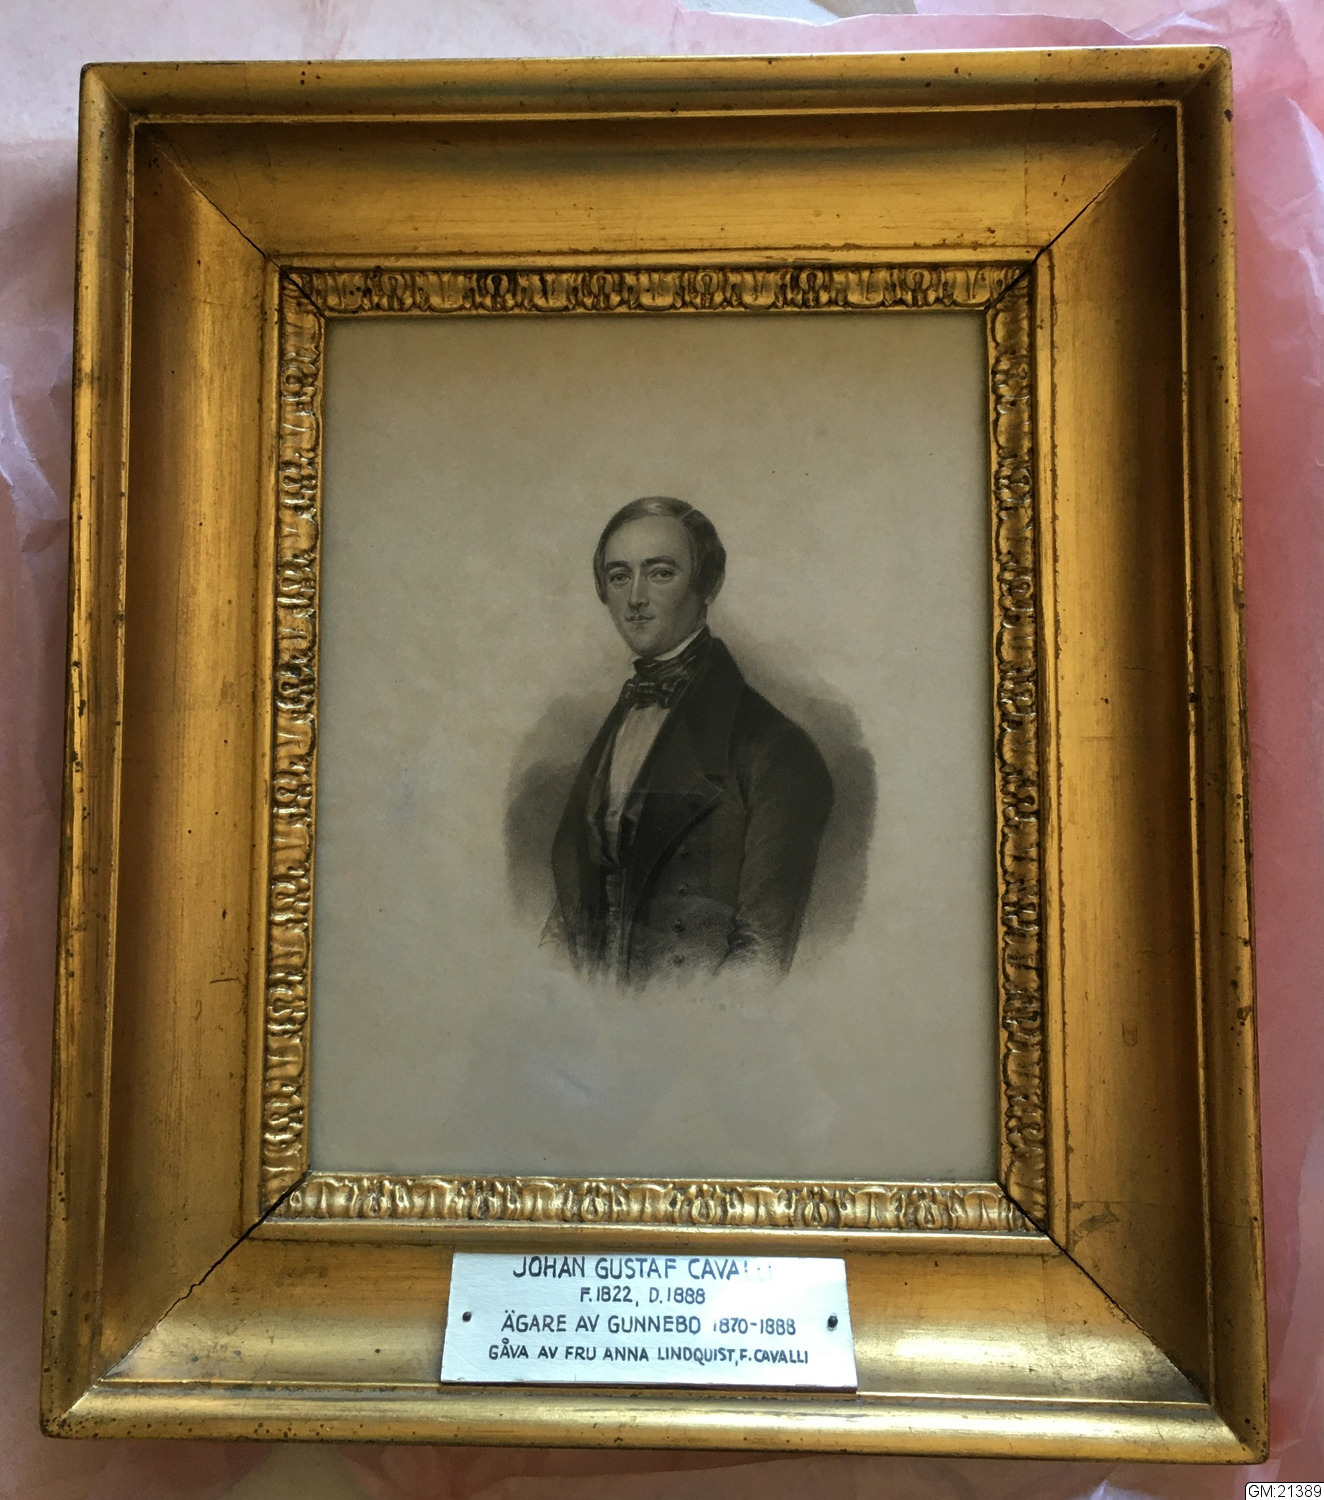 JOHAN GUSTAF CAVALLI
F. 1822, D. 1888
ÄGARE AV GUNNEBO 1870-1888
GÅVA AV FRU ANNA LINDQUIST, F. CAVALLI
GM:21389